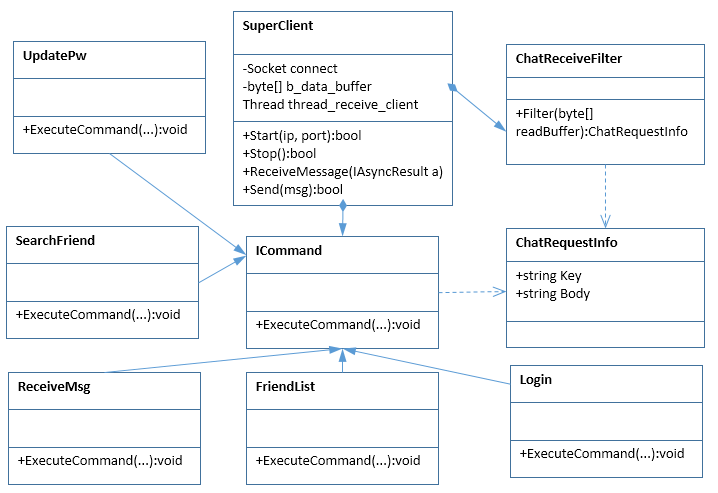 UpdatePw
+ExecuteCommand(...):void
SuperClient
-Socket connect
-byte[] b_data_buffer
Thread thread_receive_client
+Start(ip, port):bool
+Stop():bool
+ReceiveMessage(IAsyncResult a)
+Send(msg):bool
ChatReceiveFilter
+Filter(byte[]
readBuffer):ChatRequestInfo
SearchFriend
+ExecuteCommand(...):void
ICommand
+ExecuteCommand(...):void
ChatRequestInfo
+string Key
+string Body
ReceiveMsg
+ExecuteCommand(...):void
FriendList
+ExecuteCommand(...):void
Login
+ExecuteCommand(...):void